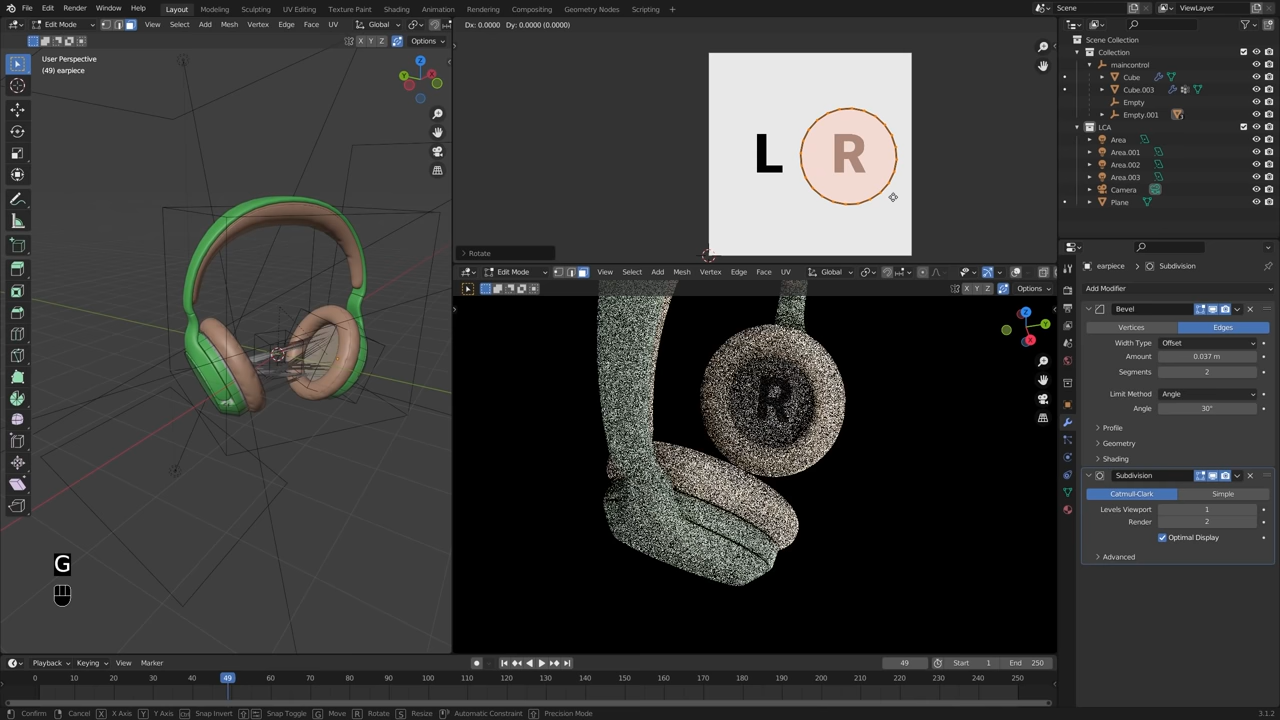 File Edit Render Window Help Layout Modeling Sculpting UV Editing Texture Paint Shading Animation Rendering Compositing Geometry Nodes Scripting + Scene ViewLayer
Edit Mode View Select Add Mesh Vertex Edge Face UV Global
Dx: 0.0000 Dy: 0.0000 (0.0000)
X Y Z Options
User Perspective
(49) earpiece
Z
Y
X
L R
Rotate
Edit Mode View Select Add Mesh Vertex Edge Face UV Global
X Y Z Options
Z
Y
X
R
G
Scene Collection
Collection
maincontrol
Cube
Cube.003
Empty
Empty.001
LCA
Area
Area.001
Area.002
Area.003
Camera
Plane
earpiece > Subdivision
Add Modifier
Bevel
Vertices Edges
Width Type Offset
Amount 0.037 m
Segments 2
Limit Method Angle
Angle 30°
Profile
Geometry
Shading
Subdivision
Catmull-Clark Simple
Levels Viewport 1
Render 2
Optimal Display
Advanced
Playback Keying View Marker 49 Start 1 End 250
0 10 20 30 40 49 60 70 80 90 100 110 120 130 140 150 160 170 180 190 200 210 220 230 240 250
Confirm Cancel X X Axis Y Y Axis Snap Invert Snap Toggle G Move R Rotate S Resize Automatic Constraint Precision Mode 3.1.2